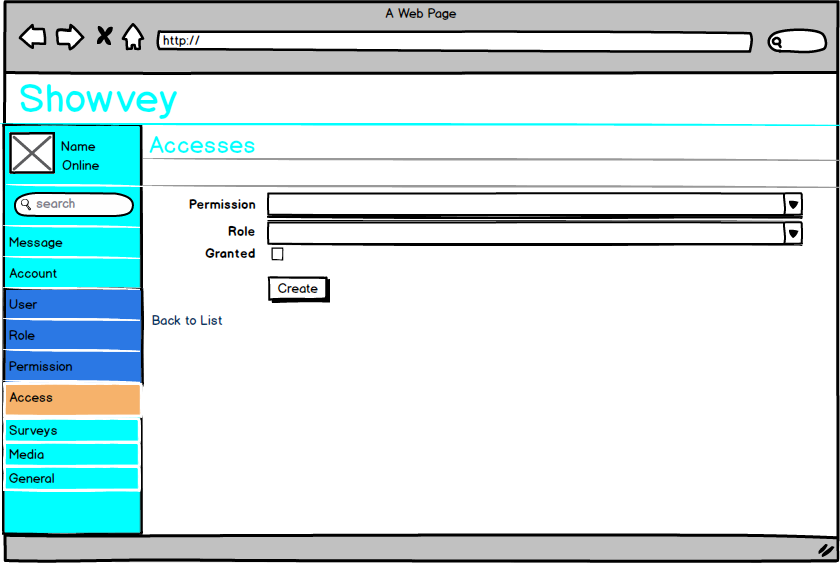 A Web Page
http://
Showvey
Name
Online
Accesses
search
Permission
Role
Granted
Create
Back to List
Message
Account
User
Role
Permission
Access
Surveys
Media
General